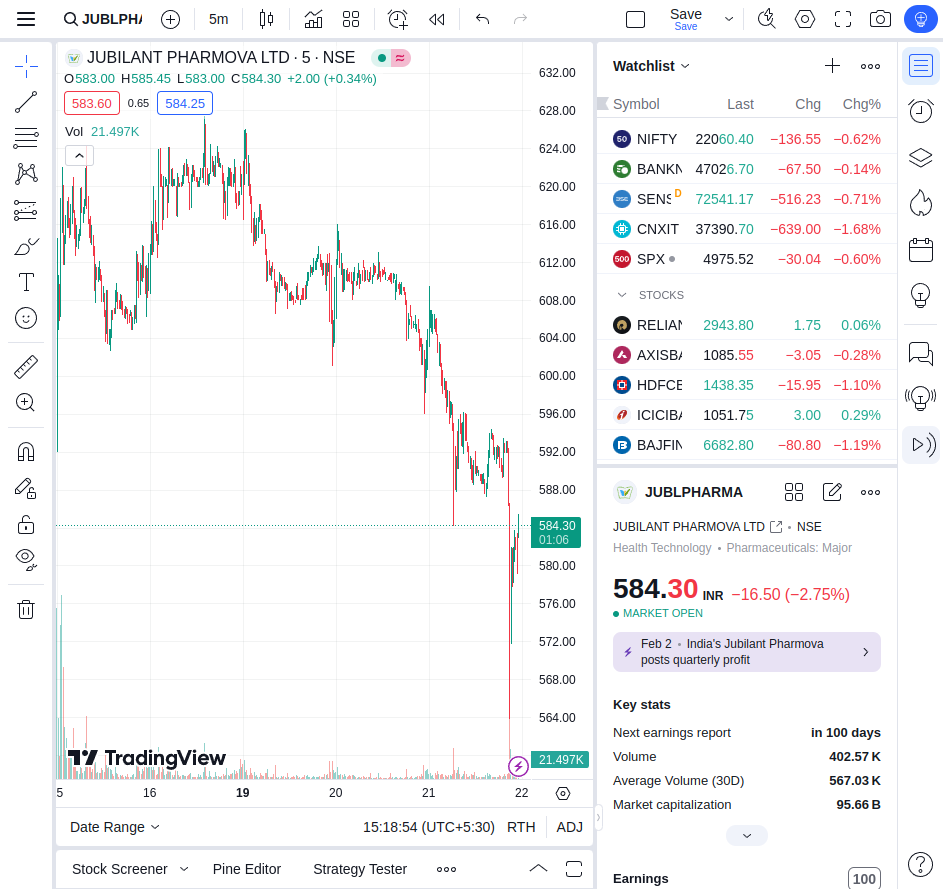 JUBLPHA 5m Save Save
JUBILANT PHARMOVA LTD · 5 · NSE
O583.00 H585.45 L583.00 C584.30 +2.00 (+0.34%)
583.60 0.65 584.25
Vol 21.497K
632.00
628.00
624.00
620.00
616.00
612.00
608.00
604.00
600.00
596.00
592.00
588.00
584.30
01:06
580.00
576.00
572.00
568.00
564.00
21.497K
TradingView
5 16 19 20 21 22
Date Range 15:18:54 (UTC+5:30) RTH ADJ
Stock Screener Pine Editor Strategy Tester
Watchlist
Symbol Last Chg Chg%
50 NIFTY 22060.40 −136.55 −0.62%
BANKN 47026.70 −67.50 −0.14%
SENS D 72541.17 −516.23 −0.71%
CNXIT 37390.70 −639.00 −1.68%
500 SPX 4975.52 −30.04 −0.60%
STOCKS
RELIAN 2943.80 1.75 0.06%
AXISBA 1085.55 −3.05 −0.28%
HDFCB 1438.35 −15.95 −1.10%
ICICIBA 1051.75 3.00 0.29%
BAJFIN 6682.80 −80.80 −1.19%
JUBLPHARMA
JUBILANT PHARMOVA LTD • NSE
Health Technology • Pharmaceuticals: Major
584.30 INR −16.50 (−2.75%)
MARKET OPEN
Feb 2 • India's Jubilant Pharmova
posts quarterly profit
Key stats
Next earnings report in 100 days
Volume 402.57 K
Average Volume (30D) 567.03 K
Market capitalization 95.66 B
Earnings 100